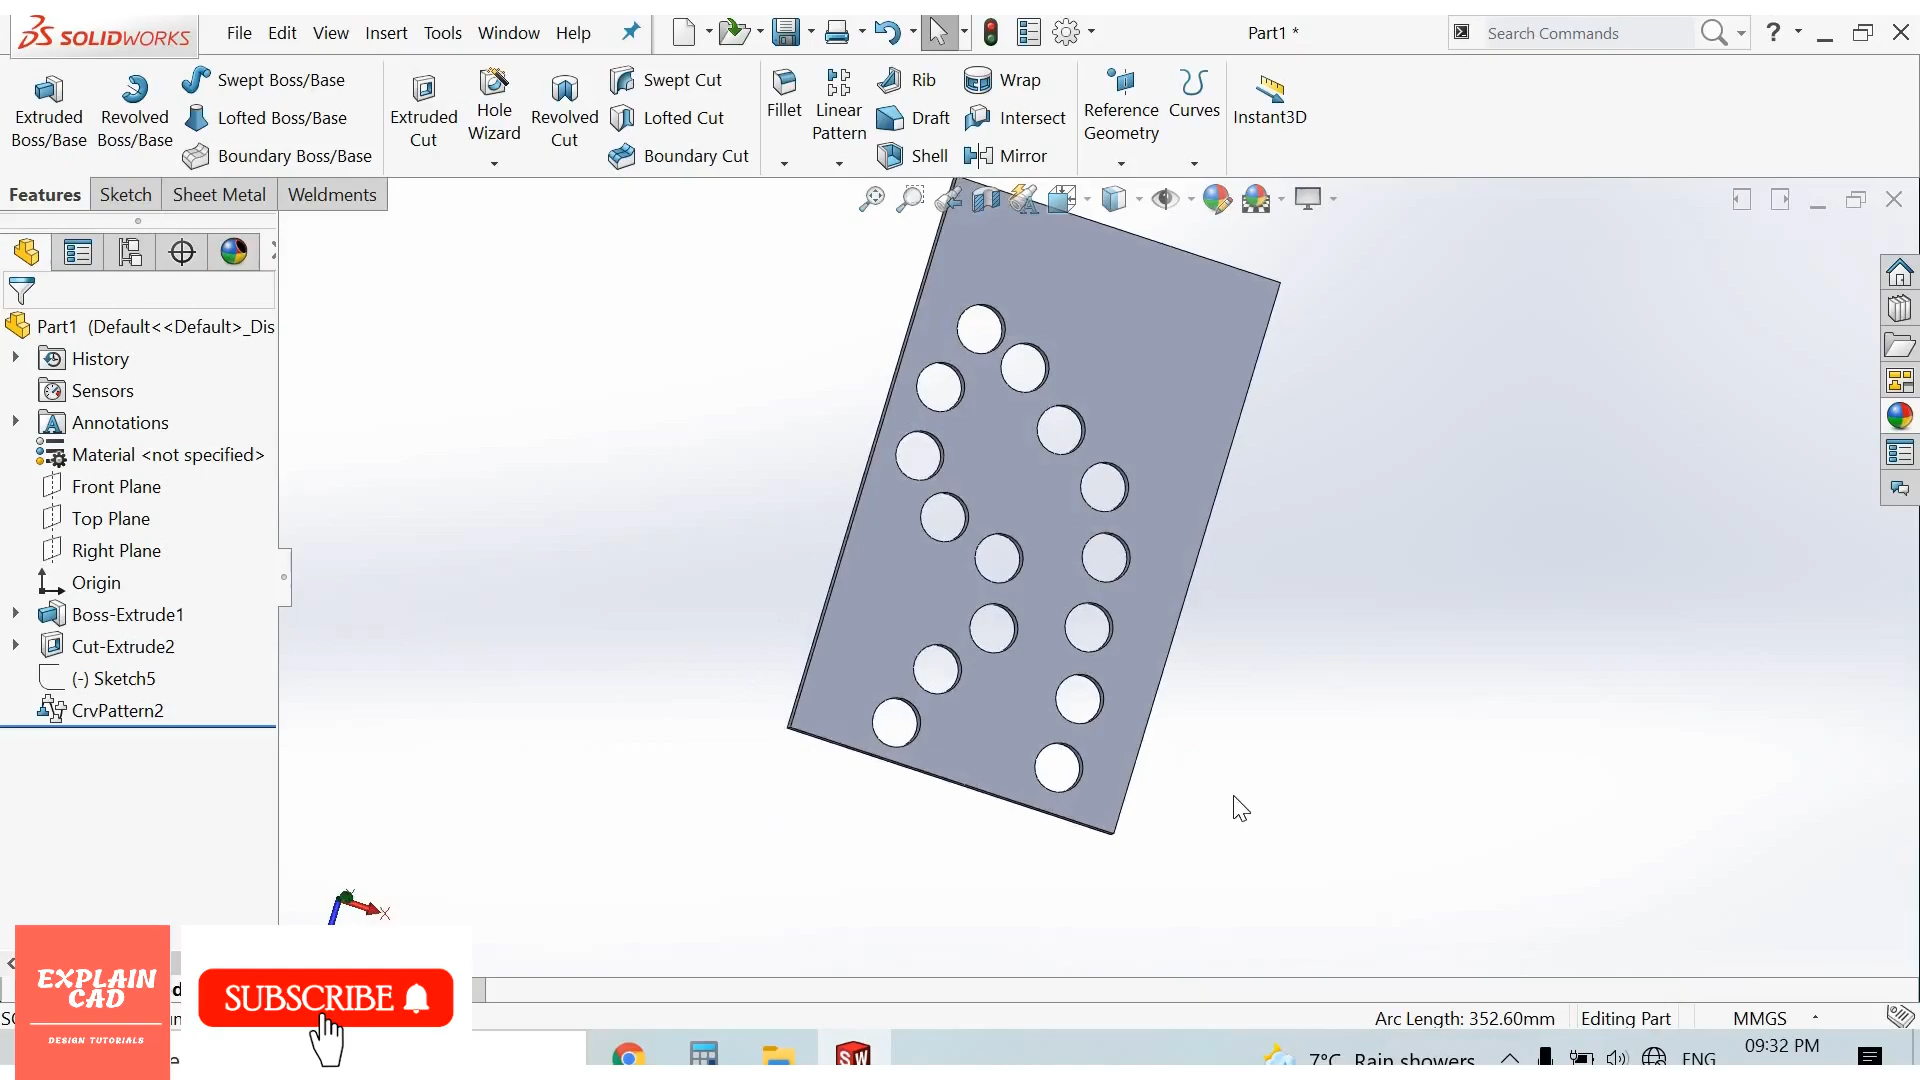 SOLIDWORKS File Edit View Insert Tools Window Help Part1 * Search Commands ?
Extruded Boss/Base
Revolved Boss/Base
Swept Boss/Base
Lofted Boss/Base
Boundary Boss/Base
Extruded Cut
Hole Wizard
Revolved Cut
Swept Cut
Lofted Cut
Boundary Cut
Fillet
Linear Pattern
Rib
Draft
Shell
Wrap
Intersect
Mirror
Reference Geometry
Curves
Instant3D
Features Sketch Sheet Metal Weldments
Part1 (Default<<Default>_Dis
History
Sensors
Annotations
Material <not specified>
Front Plane
Top Plane
Right Plane
Origin
Boss-Extrude1
Cut-Extrude2
(-) Sketch5
CrvPattern2
X
EXPLAIN
CAD
DESIGN TUTORIALS
SUBSCRIBE
Arc Length: 352.60mm Editing Part MMGS
SW 7°C Rain showers ENG 09:32 PM